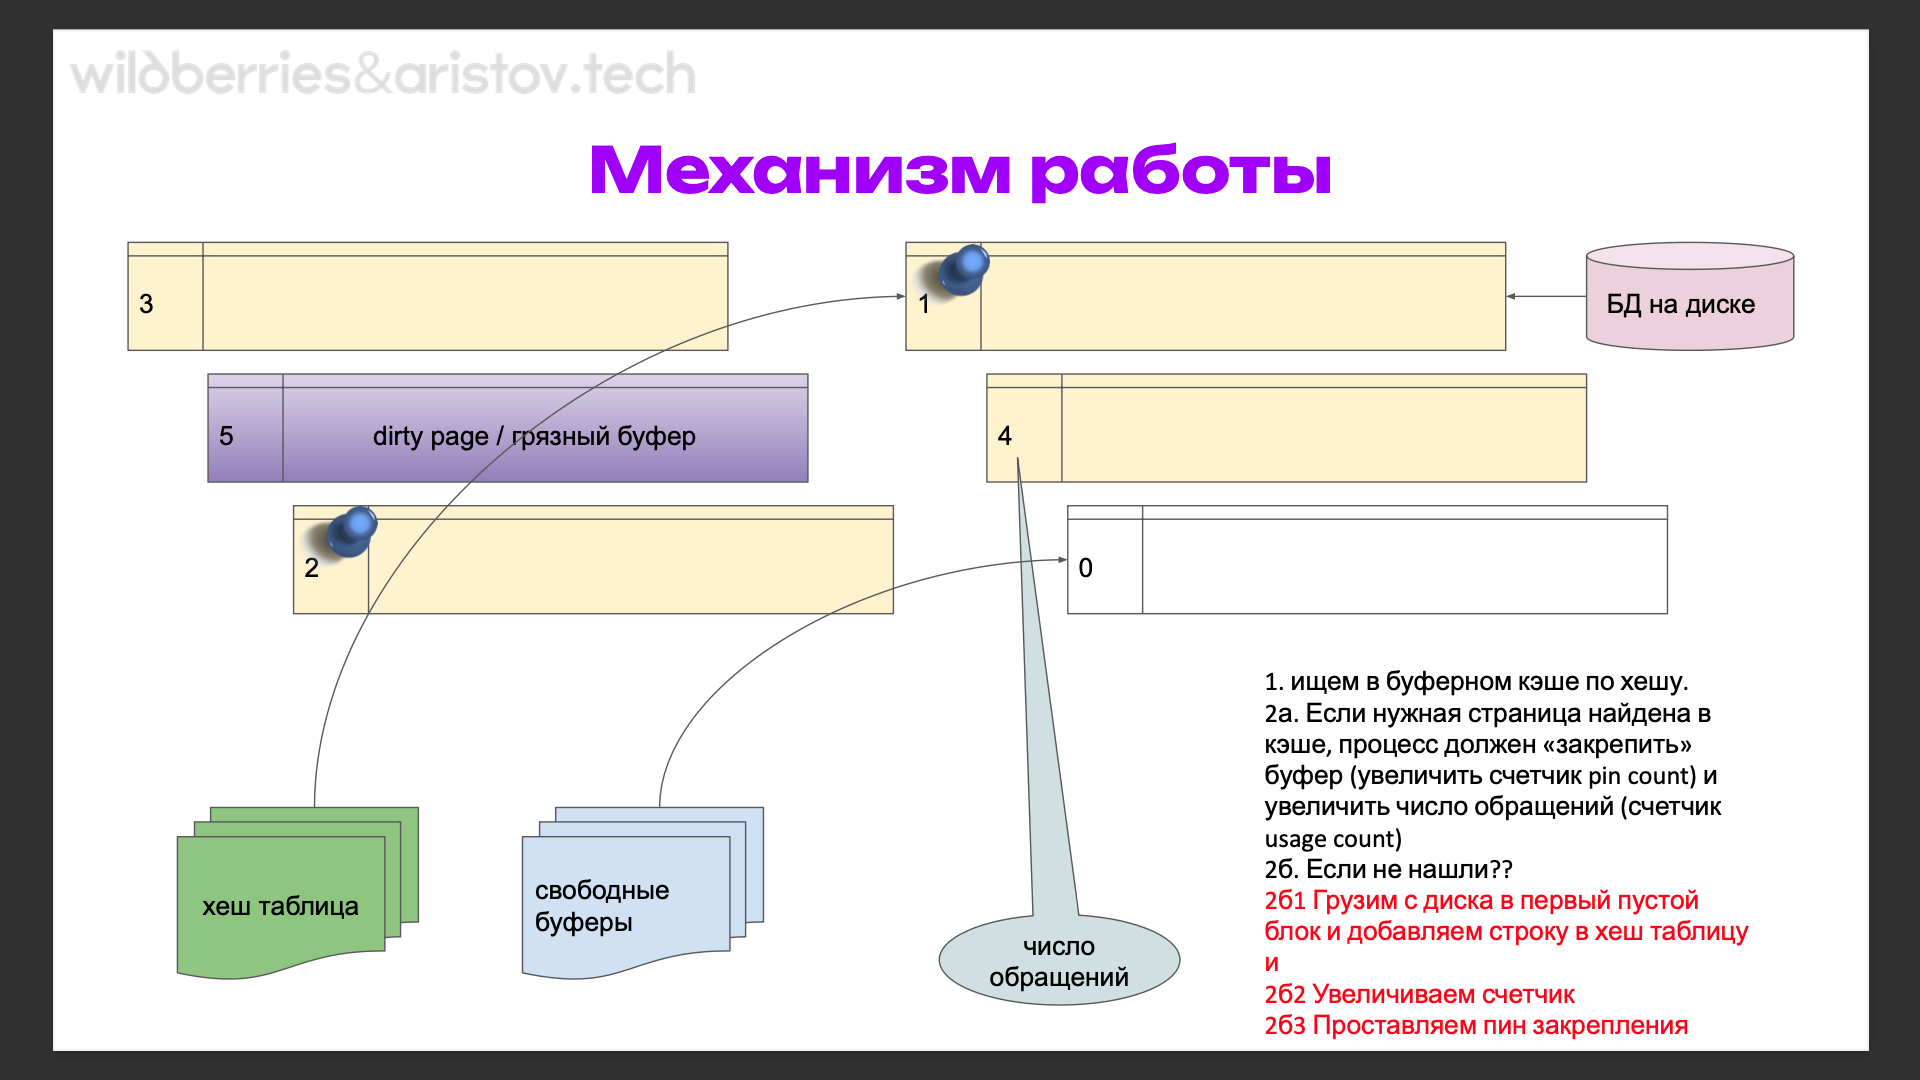 wildberries&aristov.tech
Механизм работы
3
1
БД на диске
5
dirty page / грязный буфер
4
2
0
хеш таблица
свободные
буферы
число
обращений
1. ищем в буферном кэше по хешу.
2а. Если нужная страница найдена в
кэше, процесс должен «закрепить»
буфер (увеличить счетчик pin count) и
увеличить число обращений (счетчик
usage count)
2б. Если не нашли??
2б1 Грузим с диска в первый пустой
блок и добавляем строку в хеш таблицу
и
2б2 Увеличиваем счетчик
2б3 Проставляем пин закрепления